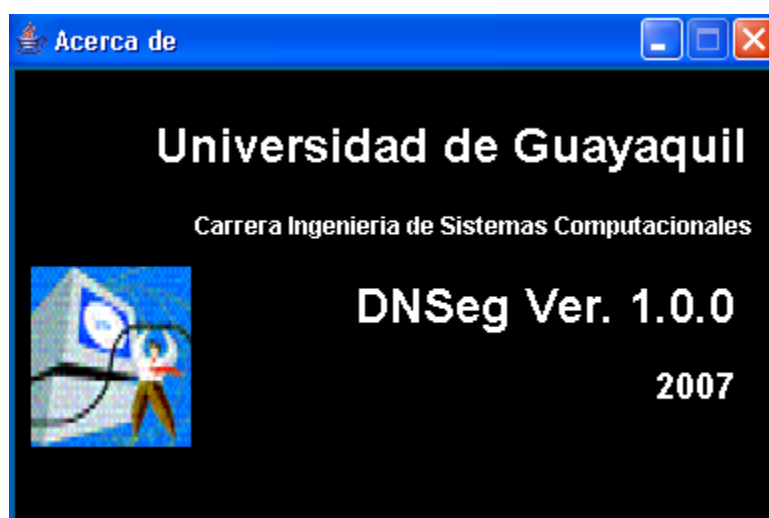 Acerca de
Universidad de Guayaquil
Carrera Ingenieria de Sistemas Computacionales
DNSeg Ver. 1.0.0
2007